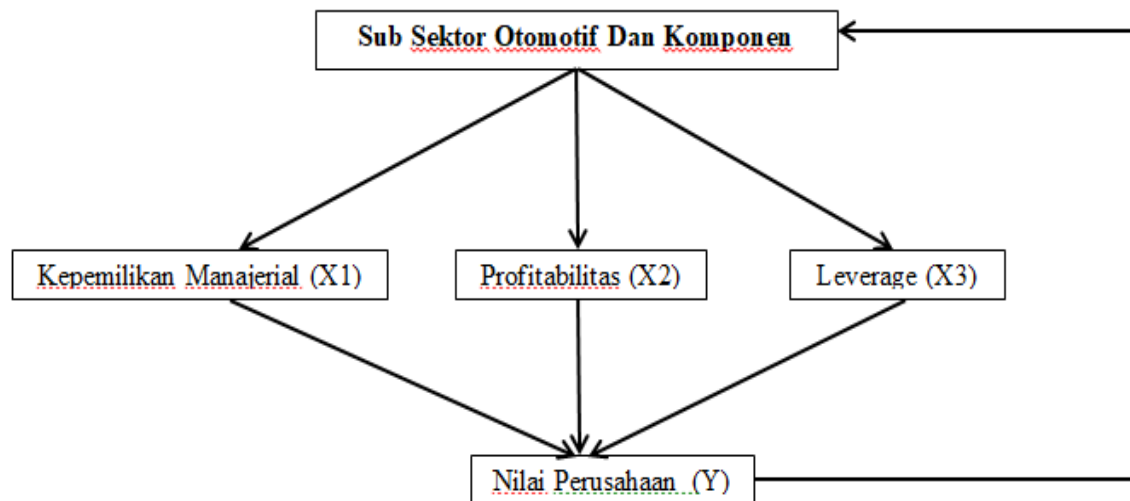 Sub Sektor Otomotif Dan Komponen
Kepemilikan Manajerial (X1)
Profitabilitas (X2)
Leverage (X3)
Nilai Perusahaan (Y)